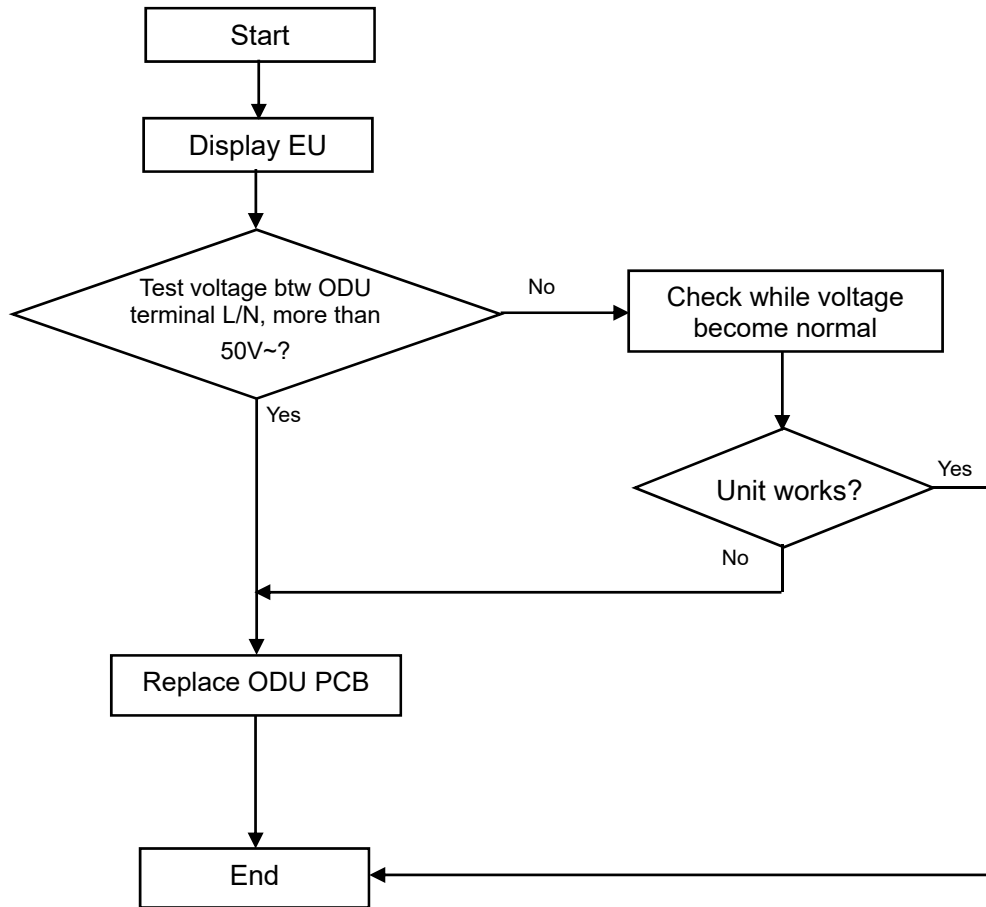 Start
Display EU
Test voltage btw ODU
terminal L/N, more than
50V~?
No
Check while voltage
become normal
Yes
Unit works?
Yes
No
Replace ODU PCB
End